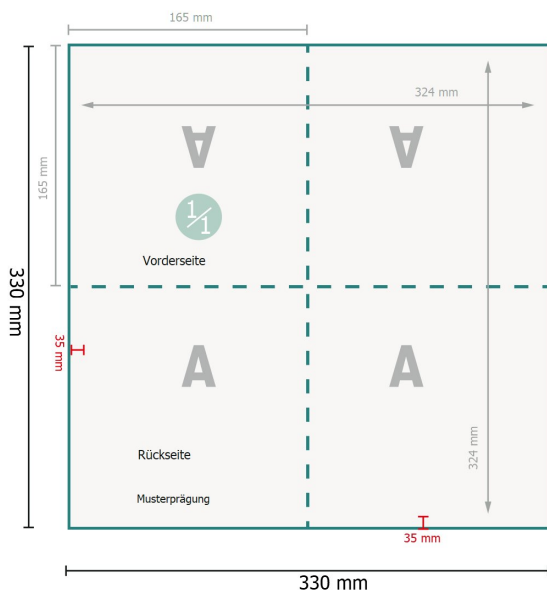 165 mm
324 mm
A
A
165 mm
1/1
Vorderseite
330 mm
35 mm
A
A
Rückseite
324 mm
Musterprägung
35 mm
330 mm